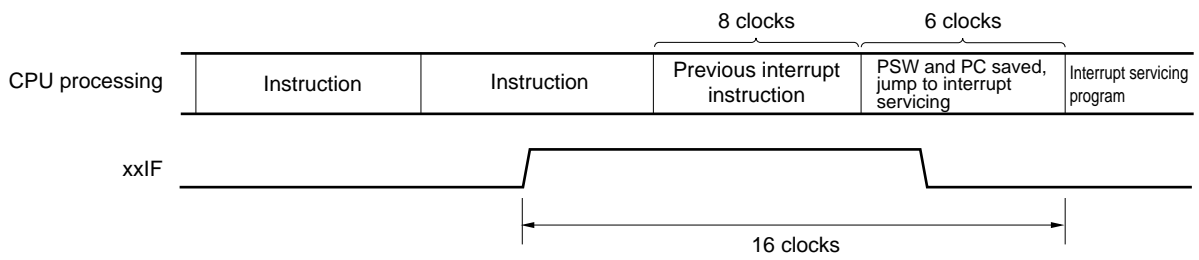 8 clocks
6 clocks
CPU processing
Instruction
Instruction
Previous interrupt
instruction
PSW and PC saved,
jump to interrupt
servicing
Interrupt servicing
program
xxIF
16 clocks